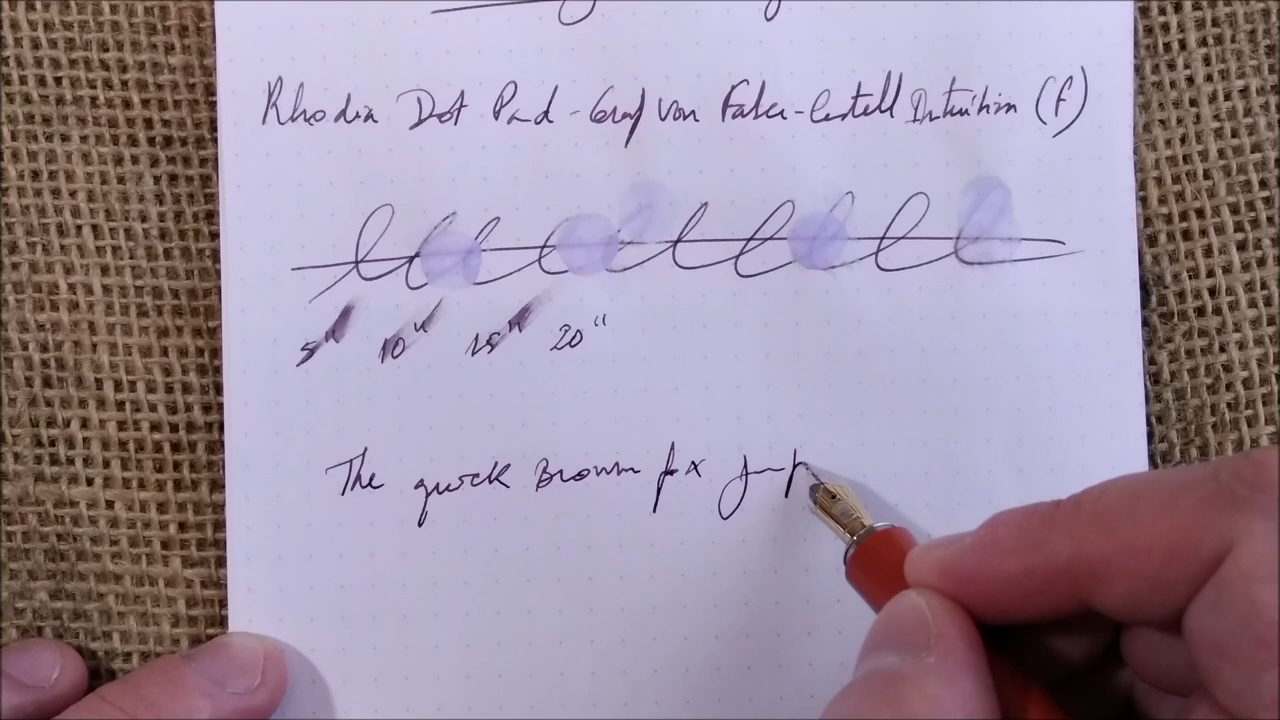 Rhodia Dot Pad - Graf von Faber-Castell Intuition (f)
5" 10" 15" 20"
The quick Brown fox jump